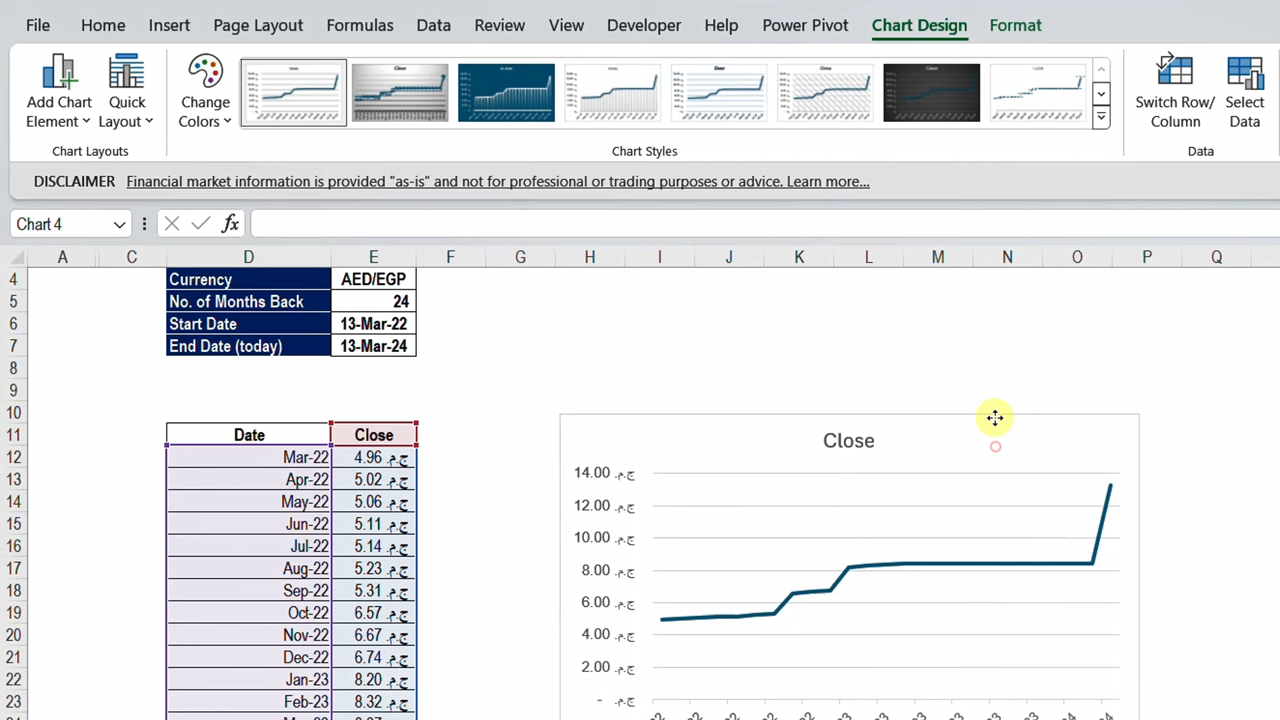 File Home Insert Page Layout Formulas Data Review View Developer Help Power Pivot Chart Design Format
Add Chart Element
Quick Layout
Change Colors
Switch Row/ Column
Select Data
Chart Layouts
Chart Styles
Data
DISCLAIMER Financial market information is provided "as-is" and not for professional or trading purposes or advice. Learn more...
Chart 4
fx
A C D E F G H I J K L M N O P Q
4 Currency AED/EGP
5 No. of Months Back 24
6 Start Date 13-Mar-22
7 End Date (today) 13-Mar-24
8
9
10
11 Date Close
12 Mar-22 4.96 ج.م.
13 Apr-22 5.02 ج.م.
14 May-22 5.06 ج.م.
15 Jun-22 5.11 ج.م.
16 Jul-22 5.14 ج.م.
17 Aug-22 5.23 ج.م.
18 Sep-22 5.31 ج.م.
19 Oct-22 6.57 ج.م.
20 Nov-22 6.67 ج.م.
21 Dec-22 6.74 ج.م.
22 Jan-23 8.20 ج.م.
23 Feb-23 8.32 ج.م.
Close
14.00 ج.م.
12.00 ج.م.
10.00 ج.م.
8.00 ج.م.
6.00 ج.م.
4.00 ج.م.
2.00 ج.م.
- ج.م.